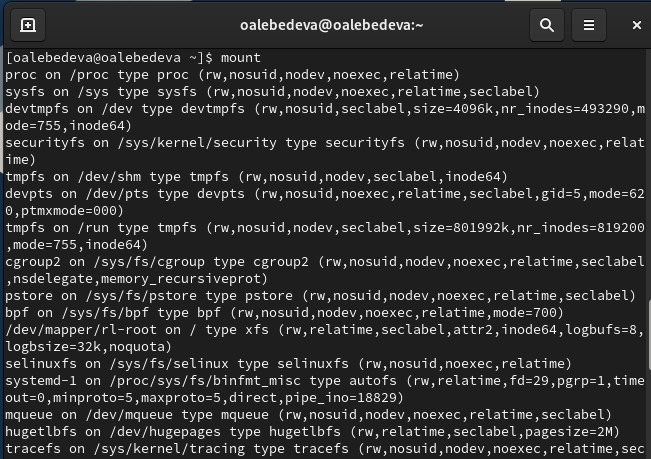 oalebedeva@oalebedeva:~
[oalebedeva@oalebedeva ~]$ mount
proc on /proc type proc (rw,nosuid,nodev,noexec,relatime)
sysfs on /sys type sysfs (rw,nosuid,nodev,noexec,relatime,seclabel)
devtmpfs on /dev type devtmpfs (rw,nosuid,seclabel,size=4096k,nr_inodes=493290,m
ode=755,inode64)
securityfs on /sys/kernel/security type securityfs (rw,nosuid,nodev,noexec,relat
ime)
tmpfs on /dev/shm type tmpfs (rw,nosuid,nodev,seclabel,inode64)
devpts on /dev/pts type devpts (rw,nosuid,noexec,relatime,seclabel,gid=5,mode=62
0,ptmxmode=000)
tmpfs on /run type tmpfs (rw,nosuid,nodev,seclabel,size=801992k,nr_inodes=819200
,mode=755,inode64)
cgroup2 on /sys/fs/cgroup type cgroup2 (rw,nosuid,nodev,noexec,relatime,seclabel
,nsdelegate,memory_recursiveprot)
pstore on /sys/fs/pstore type pstore (rw,nosuid,nodev,noexec,relatime,seclabel)
bpf on /sys/fs/bpf type bpf (rw,nosuid,nodev,noexec,relatime,mode=700)
/dev/mapper/rl-root on / type xfs (rw,relatime,seclabel,attr2,inode64,logbufs=8,
logbsize=32k,noquota)
selinuxfs on /sys/fs/selinux type selinuxfs (rw,nosuid,noexec,relatime)
systemd-1 on /proc/sys/fs/binfmt_misc type autofs (rw,relatime,fd=29,pgrp=1,time
out=0,minproto=5,maxproto=5,direct,pipe_ino=18829)
mqueue on /dev/mqueue type mqueue (rw,nosuid,nodev,noexec,relatime,seclabel)
hugetlbfs on /dev/hugepages type hugetlbfs (rw,relatime,seclabel,pagesize=2M)
tracefs on /sys/kernel/tracing type tracefs (rw,nosuid,nodev,noexec,relatime,sec